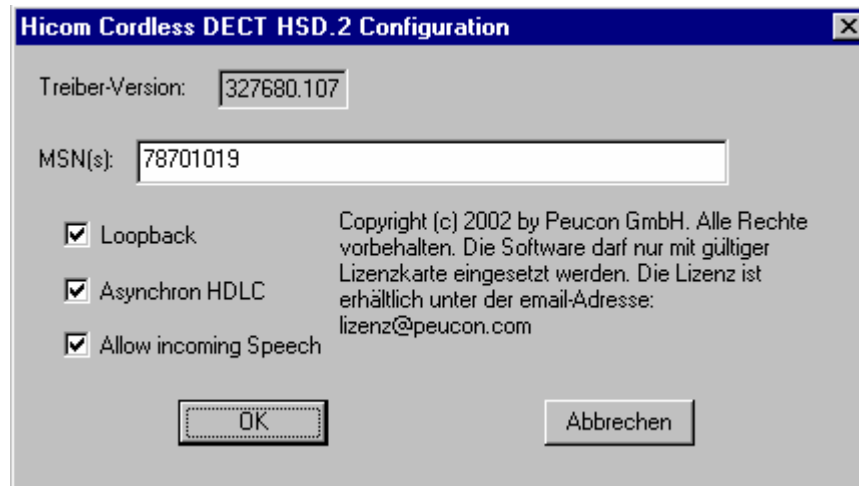 Hicom Cordless DECT HSD.2 Configuration
Treiber-Version: 327680.107
MSN(s): 78701019
Loopback
Asynchron HDLC
Allow incoming Speech
Copyright (c) 2002 by Peucon GmbH. Alle Rechte
vorbehalten. Die Software darf nur mit gültiger
Lizenzkarte eingesetzt werden. Die Lizenz ist
erhältlich unter der email-Adresse:
lizenz@peucon.com
OK
Abbrechen